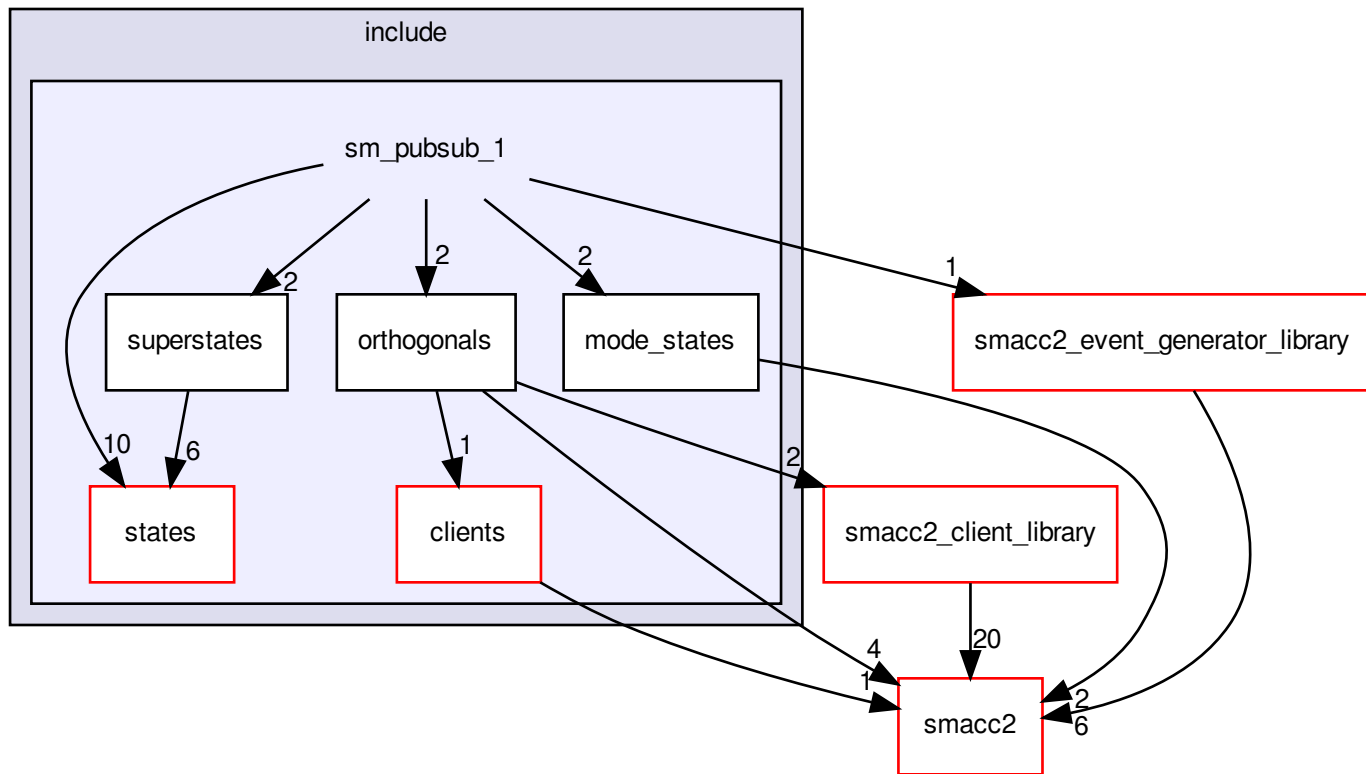 include
sm_pubsub_1
2
2
2
1
superstates
orthogonals
mode_states
smacc2_event_generator_library
10
6
1
2
states
clients
smacc2_client_library
4
1
20
2
6
smacc2